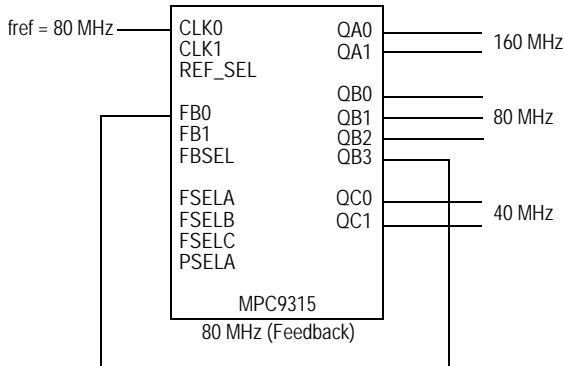 fref = 80 MHz
CLK0
CLK1
REF_SEL
FB0
FB1
FBSEL
FSELA
FSELB
FSELC
PSELA
QA0
QA1
160 MHz
QB0
QB1
80 MHz
QB2
QB3
QC0
40 MHz
QC1
MPC9315
80 MHz (Feedback)